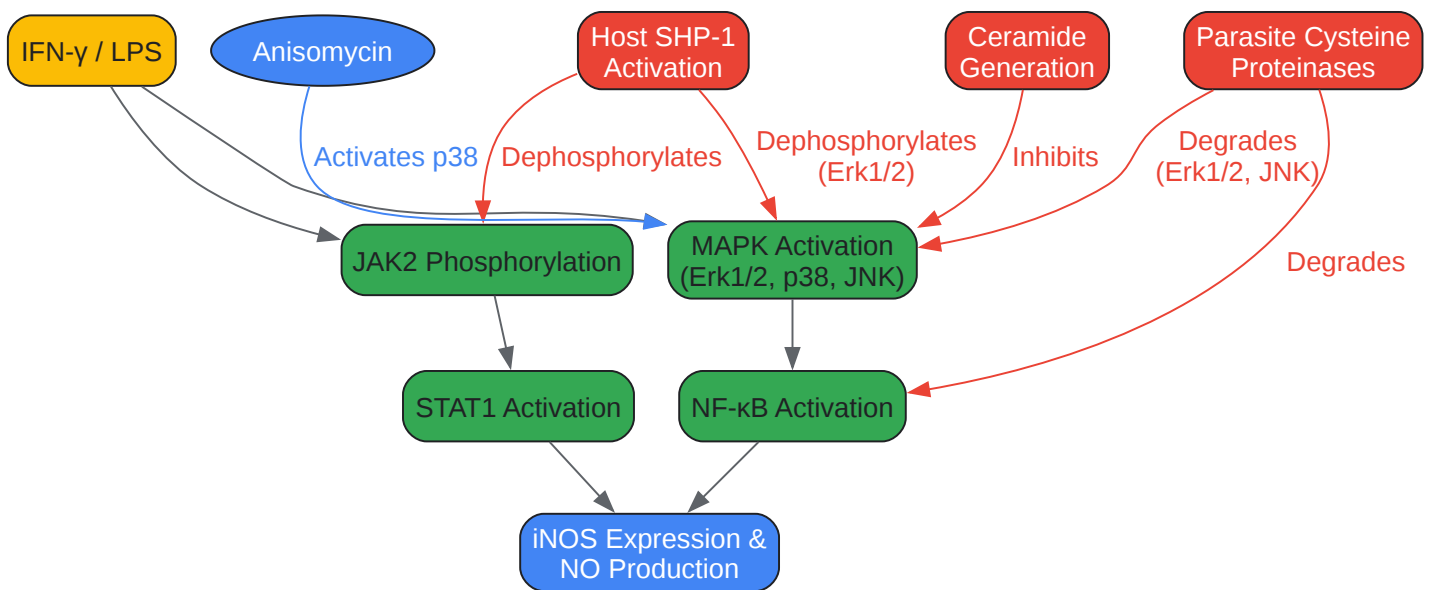 IFN-γ / LPS
Anisomycin
Host SHP-1
Activation
Ceramide
Generation
Parasite Cysteine
Proteinases
Activates p38
Dephosphorylates
Dephosphorylates
(Erk1/2)
Inhibits
Degrades
(Erk1/2, JNK)
Degrades
JAK2 Phosphorylation
MAPK Activation
(Erk1/2, p38, JNK)
STAT1 Activation
NF-κB Activation
iNOS Expression &
NO Production